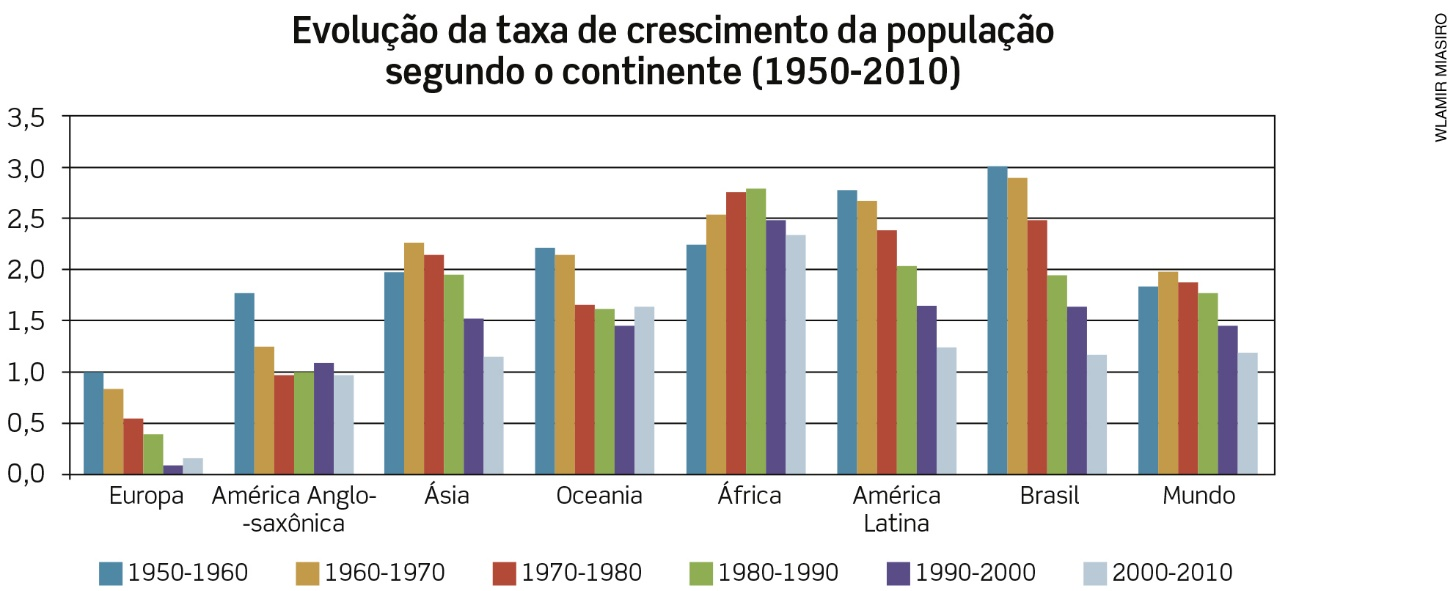 Evolução da taxa de crescimento da população
segundo o continente (1950-2010)
WLAMIR MIASIRO
3,5
3,0
2,5
2,0
1,5
1,0
0,5
0,0
Europa
América Anglo-
-saxônica
Ásia
Oceania
África
América
Latina
Brasil
Mundo
1950-1960
1960-1970
1970-1980
1980-1990
1990-2000
2000-2010